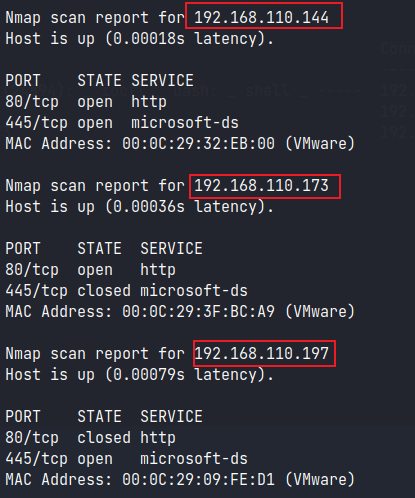 Nmap scan report for 192.168.110.144
Host is up (0.00018s latency).
PORT STATE SERVICE
80/tcp open http
445/tcp open microsoft-ds
MAC Address: 00:0C:29:32:EB:00 (VMware)
Nmap scan report for 192.168.110.173
Host is up (0.00036s latency).
PORT STATE SERVICE
80/tcp open http
445/tcp closed microsoft-ds
MAC Address: 00:0C:29:3F:BC:A9 (VMware)
Nmap scan report for 192.168.110.197
Host is up (0.00079s latency).
PORT STATE SERVICE
80/tcp closed http
445/tcp open microsoft-ds
MAC Address: 00:0C:29:09:FE:D1 (VMware)